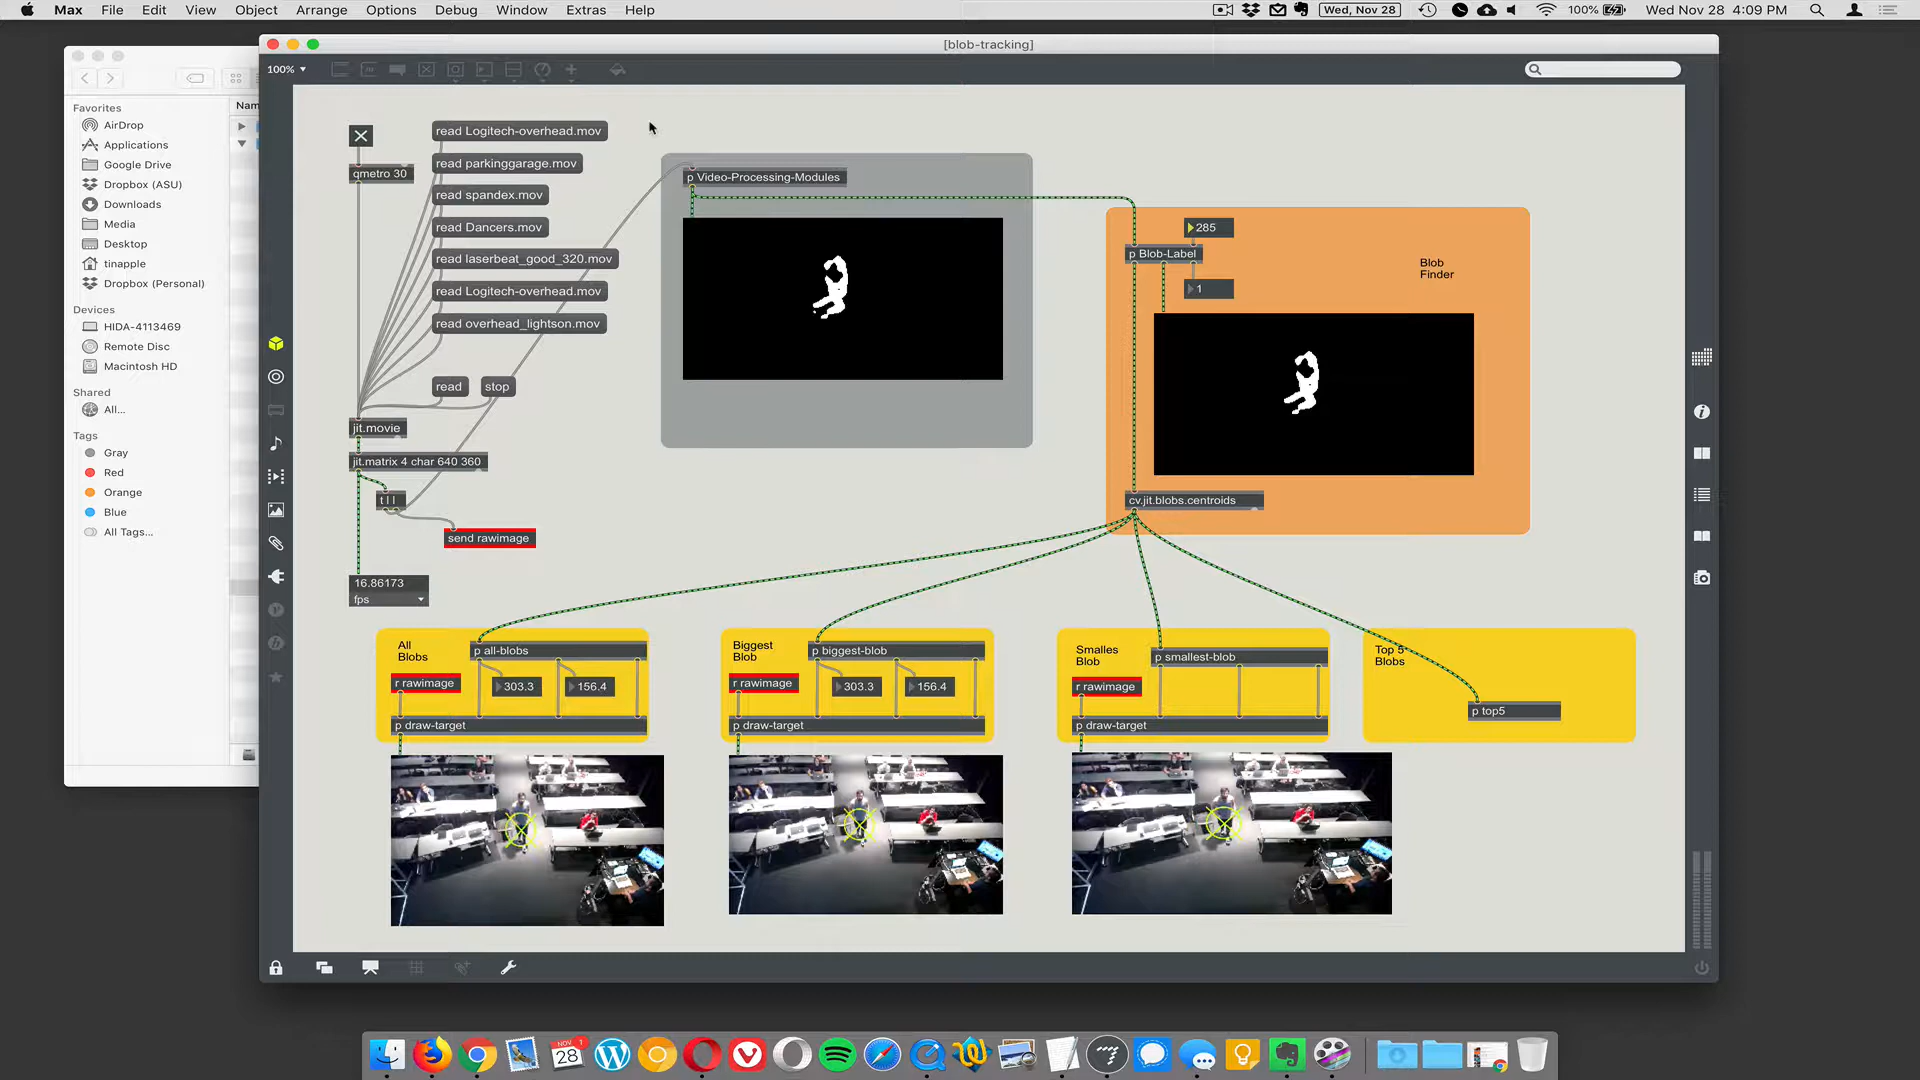 Max File Edit View Object Arrange Options Debug Window Extras Help
Wed, Nov 28
100%
Wed Nov 28 4:09 PM
[blob-tracking]
100%
Nam
Favorites
AirDrop
Applications
Google Drive
Dropbox (ASU)
Downloads
Media
Desktop
tinapple
Dropbox (Personal)
Devices
HIDA-4113469
Remote Disc
Macintosh HD
Shared
All...
Tags
Gray
Red
Orange
Blue
All Tags...
qmetro 30
read Logitech-overhead.mov
read parkinggarage.mov
read spandex.mov
read Dancers.mov
read laserbeat_good_320.mov
read Logitech-overhead.mov
read overhead_lightson.mov
read
stop
jit.movie
jit.matrix 4 char 640 360
t l l
send rawimage
16.86173
fps
p Video-Processing-Modules
285
p Blob-Label
1
Blob
Finder
cv.jit.blobs.centroids
All
Blobs
p all-blobs
r rawimage
303.3
156.4
p draw-target
Biggest
Blob
p biggest-blob
r rawimage
303.3
156.4
p draw-target
Smalles
Blob
p smallest-blob
r rawimage
p draw-target
Top 5
Blobs
p top5
NOV
28
1